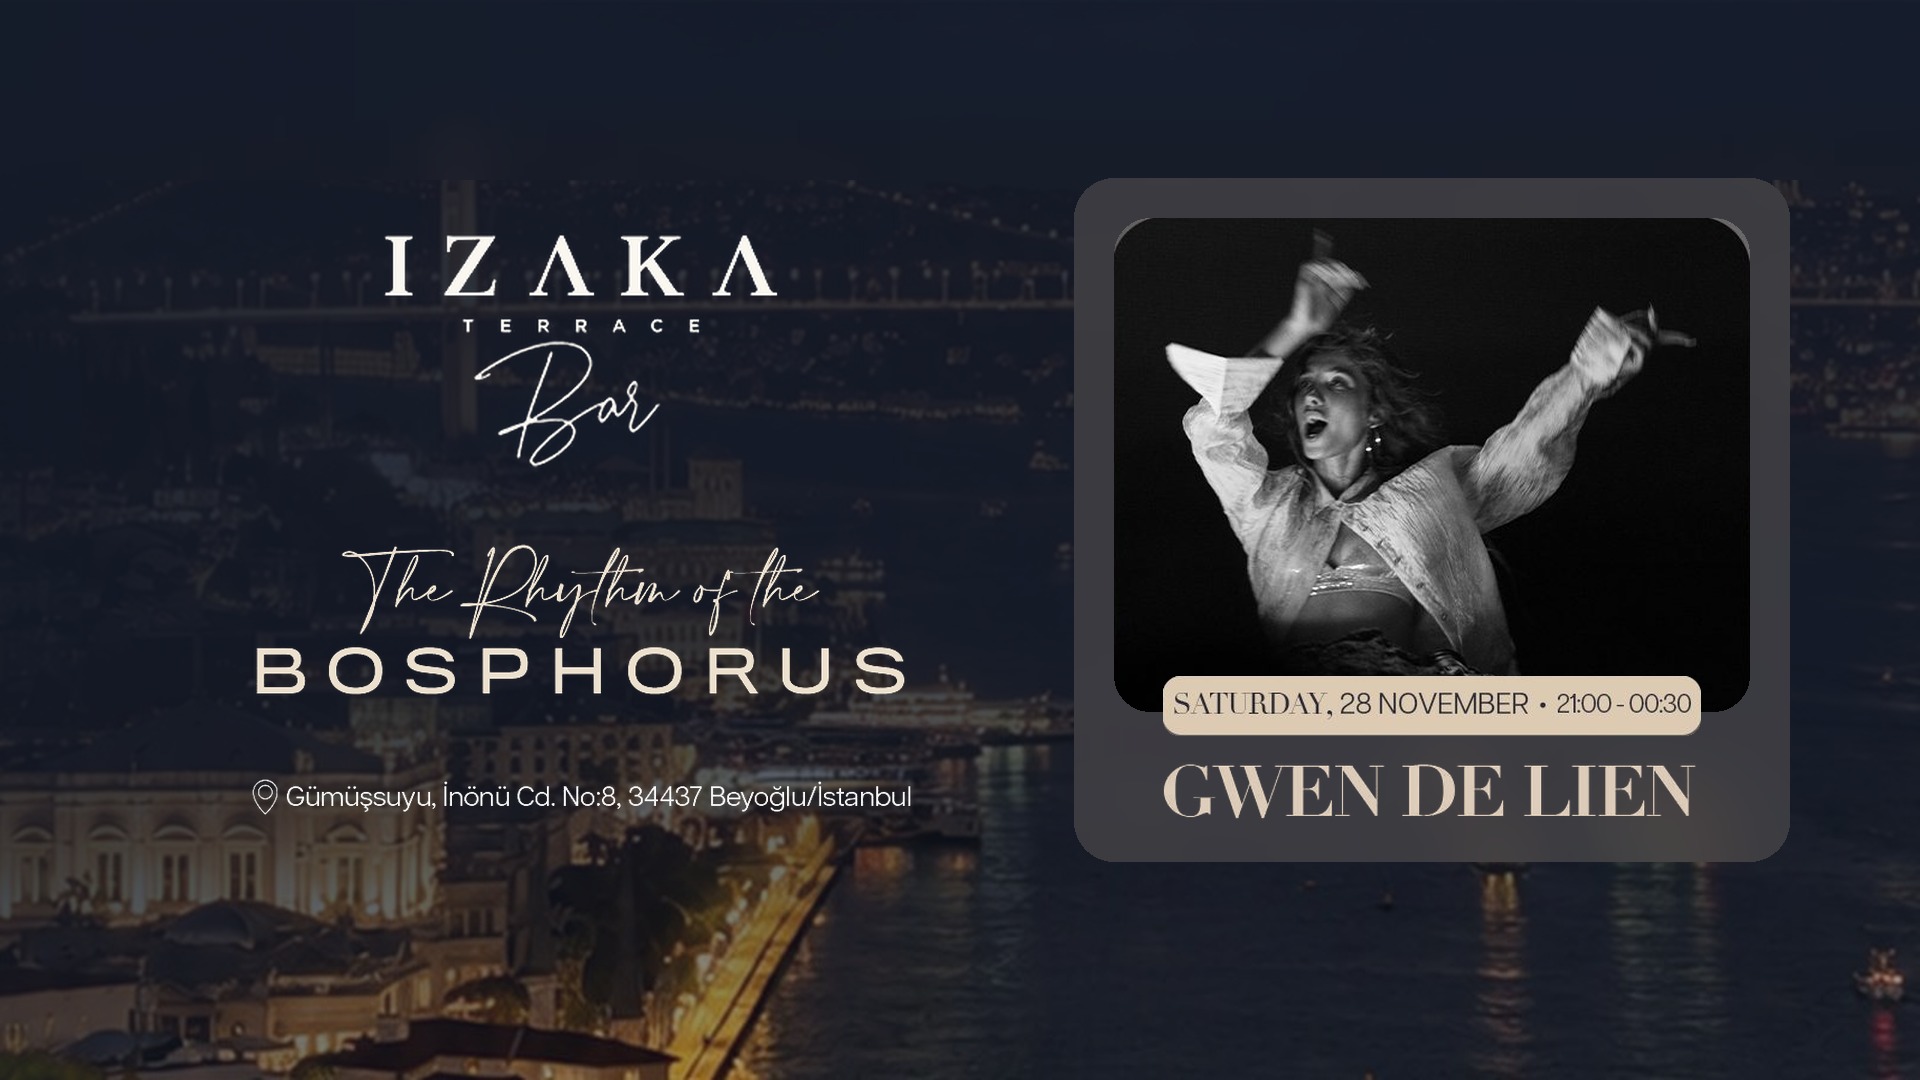 IZAKA
TERRACE
Bar
The Rhythm of the
BOSPHORUS
Gümüşsuyu, İnönü Cd. No:8, 34437 Beyoğlu/İstanbul
SATURDAY, 28 NOVEMBER • 21:00 - 00:30
GWEN DE LIEN